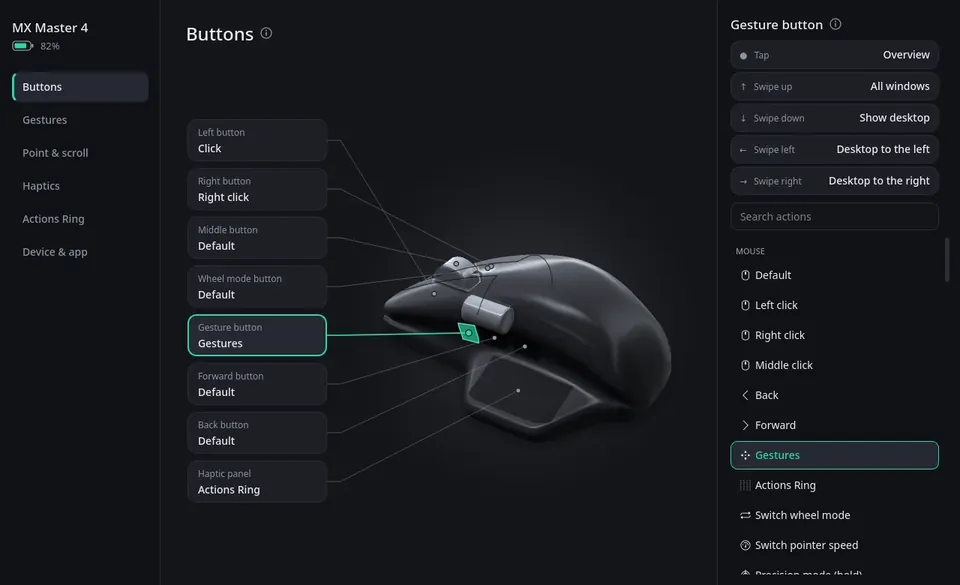 MX Master 4
82%
Buttons
Gestures
Point & scroll
Haptics
Actions Ring
Device & app
Buttons
Left button
Click
Right button
Right click
Middle button
Default
Wheel mode button
Default
Gesture button
Gestures
Forward button
Default
Back button
Default
Haptic panel
Actions Ring
Gesture button
Tap Overview
↑ Swipe up All windows
↓ Swipe down Show desktop
← Swipe left Desktop to the left
→ Swipe right Desktop to the right
Search actions
MOUSE
Default
Left click
Right click
Middle click
Back
Forward
Gestures
Actions Ring
Switch wheel mode
Switch pointer speed
Precision mode (hold)